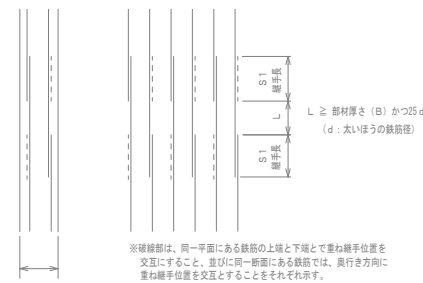 S1
継手長
L
L ≧ 部材厚さ（B）かつ25d
（d：太いほうの鉄筋径）
S1
継手長
※破線部は、同一平面にある鉄筋の上端と下端とで重ね継手位置を
交互にすること、並びに同一断面にある鉄筋では、奥行き方向に
重ね継手位置を交互とすることをそれぞれ示す。